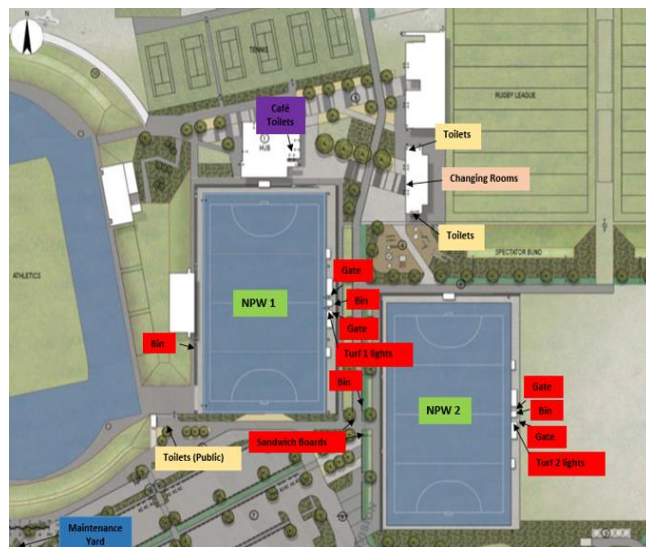 N
TENNIS
Café
Toilets
HUB
RUGBY LEAGUE
Toilets
Changing Rooms
Toilets
SPECTATOR BUND
ATHLETICS
Gate
NPW 1
Bin
Gate
Turf 1 lights
Bin
Bin
NPW 2
Gate
Bin
Gate
Turf 2 lights
Sandwich Boards
Toilets (Public)
Maintenance
Yard